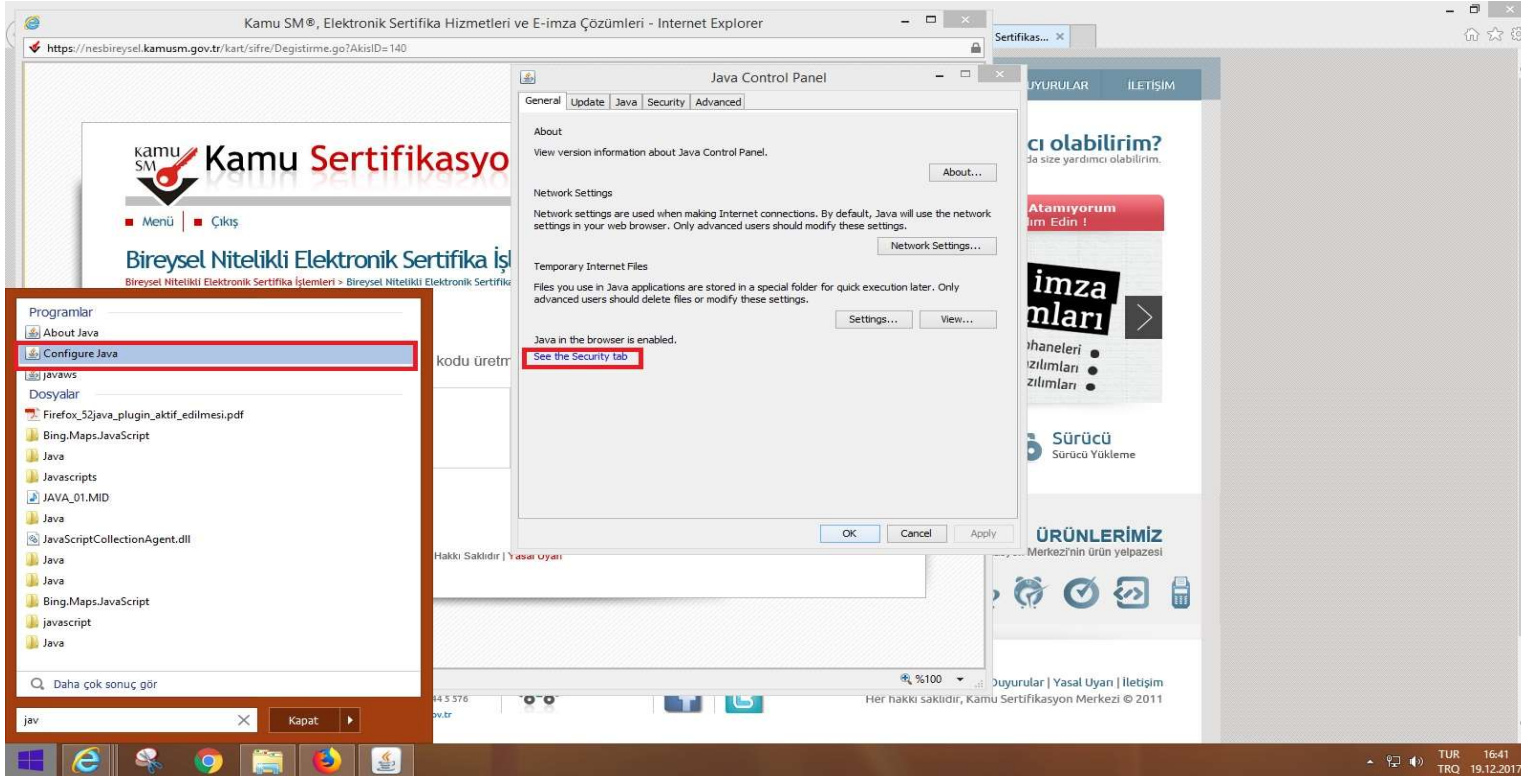 Kamu SM®, Elektronik Sertifika Hizmetleri ve E-imza Çözümleri - Internet Explorer
https://nesbireysel.kamusm.gov.tr/kart/sifre/Degistirme.go?AkisID=140
Sertifikas...
UYURULAR
İLETİŞİM
kamu
SM
Kamu Sertifikasyo
Menü
Çıkış
Bireysel Nitelikli Elektronik Sertifika İşl
Bireysel Nitelikli Elektronik Sertifika İşlemleri > Bireysel Nitelikli Elektronik Sertifika
kodu üretm
Hakkı Saklıdır | Yasal Uyarı
Java Control Panel
General
Update
Java
Security
Advanced
About
View version information about Java Control Panel.
About...
Network Settings
Network settings are used when making Internet connections. By default, Java will use the network
settings in your web browser. Only advanced users should modify these settings.
Network Settings...
Temporary Internet Files
Files you use in Java applications are stored in a special folder for quick execution later. Only
advanced users should delete files or modify these settings.
Settings...
View...
Java in the browser is enabled.
See the Security tab
OK
Cancel
Apply
cı olabilirim?
da size yardımcı olabilirim.
Atamıyorum
Edin !
imza
mları
phaneleri
zılımları
zılımları
Sürücü
Sürücü Yükleme
ÜRÜNLERİMİZ
Merkezi'nin ürün yelpazesi
Programlar
About Java
Configure Java
javaws
Dosyalar
Firefox_52java_plugin_aktif_edilmesi.pdf
Bing.Maps.JavaScript
Java
Javascripts
JAVA_01.MID
Java
JavaScriptCollectionAgent.dll
Java
Java
Bing.Maps.JavaScript
javascript
Java
Daha çok sonuç gör
jav
Kapat
%100
44 5 576
ov.tr
Duyurular | Yasal Uyarı | İletişim
Her hakkı saklıdır, Kamu Sertifikasyon Merkezi © 2011
TUR
TRQ
16:41
19.12.2017